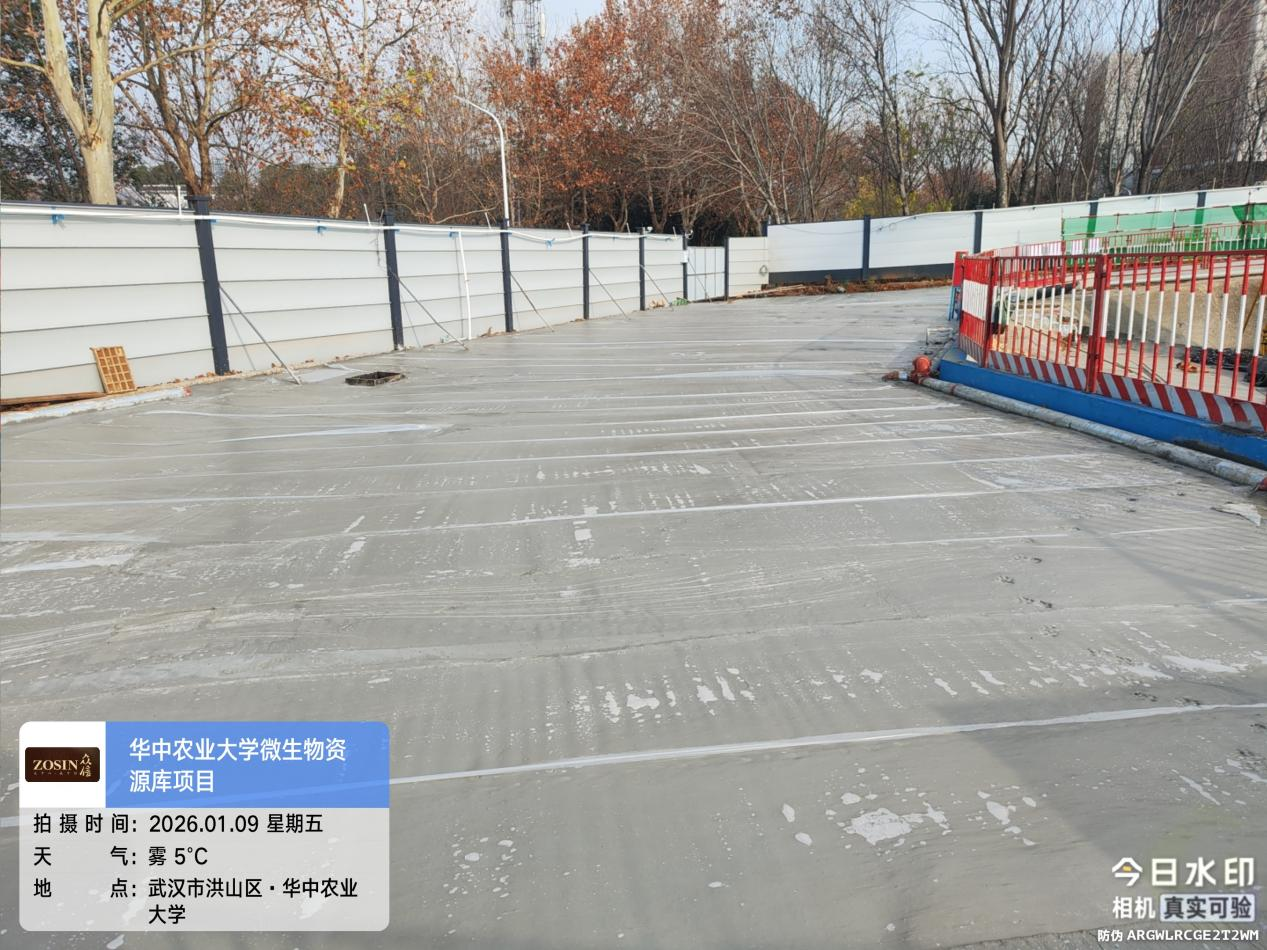 ZOSIN 众信
华中农业大学微生物资
源库项目
拍摄时间：2026.01.09 星期五
天气：雾 5℃
地点：武汉市洪山区·华中农业
大学
今日水印
相机 真实可验
防伪 ARGWLRCGE2T2WM